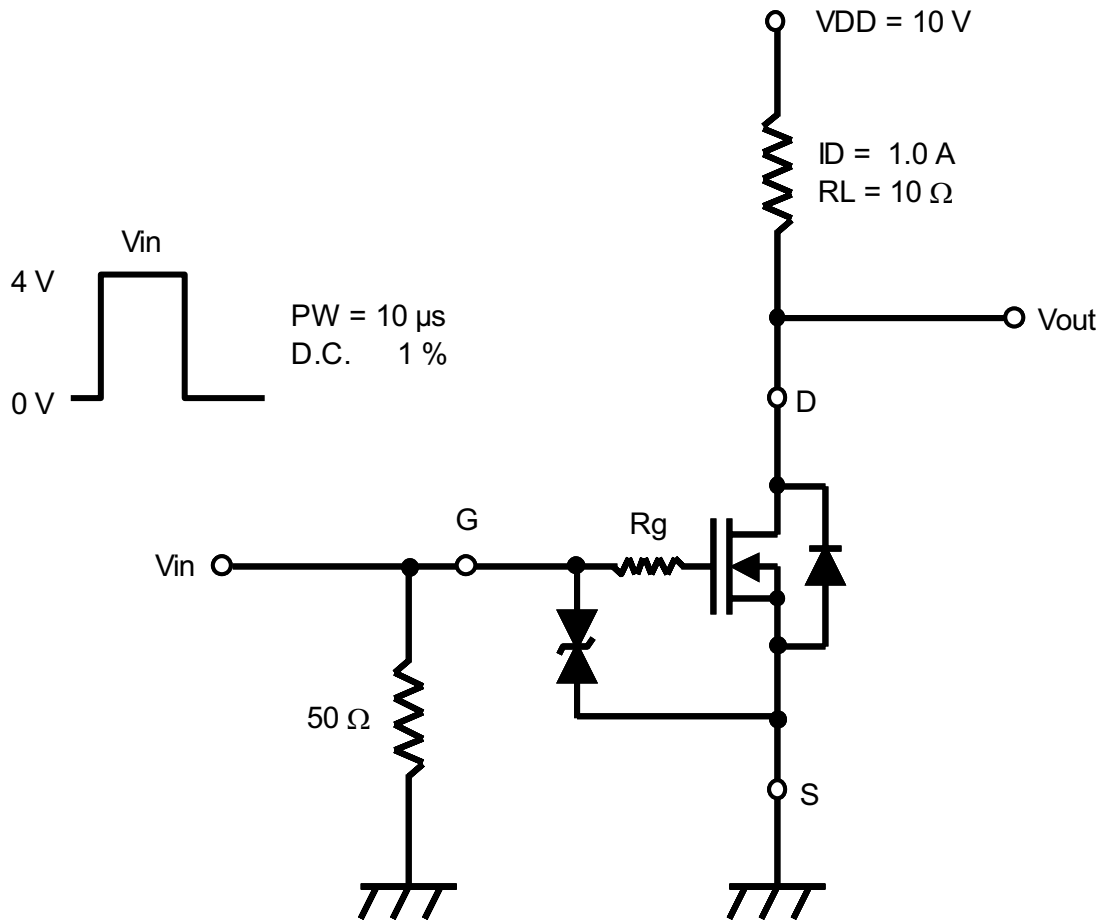 VDD = 10 V
ID = 1.0 A
RL = 10 Ω
Vin
4 V
PW = 10 µs
D.C. 1 %
0 V
Vout
D
G
Rg
Vin
50 Ω
S